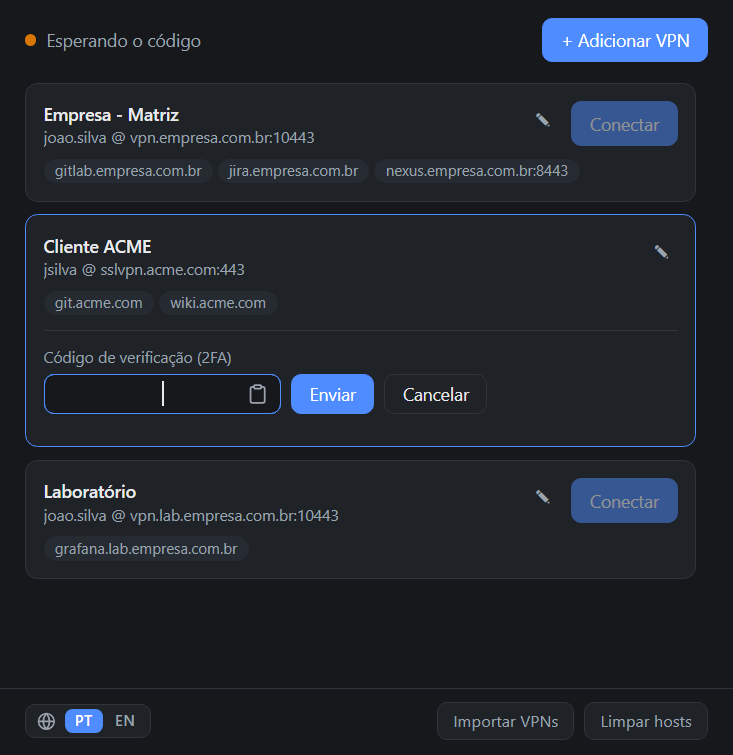 Esperando o código
+ Adicionar VPN
Empresa - Matriz
joao.silva @ vpn.empresa.com.br:10443
Conectar
gitlab.empresa.com.br jira.empresa.com.br nexus.empresa.com.br:8443
Cliente ACME
jsilva @ sslvpn.acme.com:443
git.acme.com wiki.acme.com
Código de verificação (2FA)
Enviar Cancelar
Laboratório
joao.silva @ vpn.lab.empresa.com.br:10443
Conectar
grafana.lab.empresa.com.br
PT EN Importar VPNs Limpar hosts